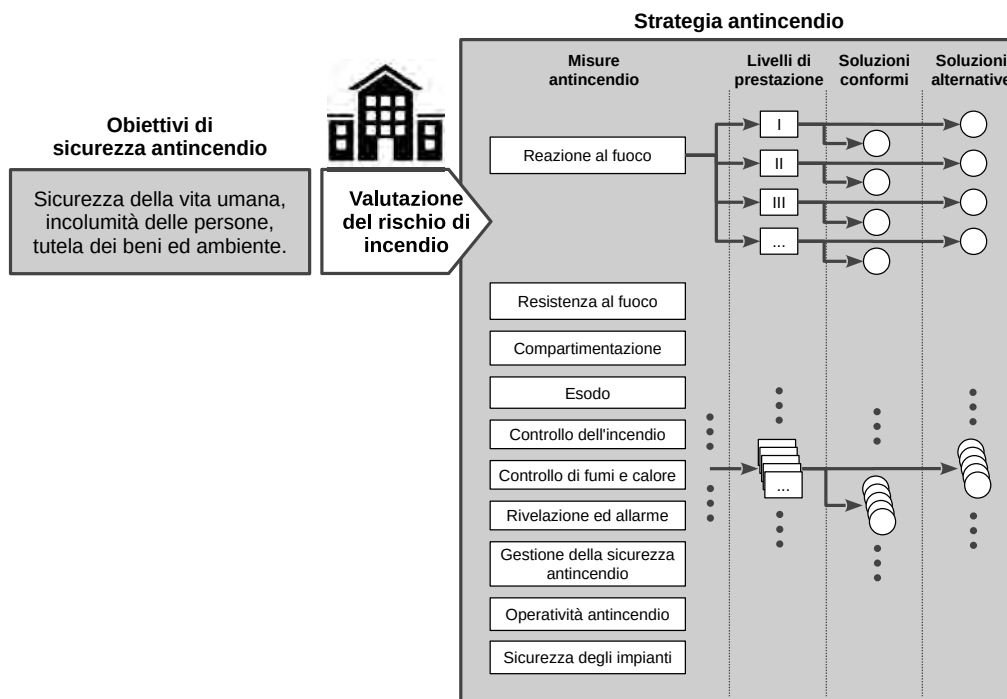 Strategia antincendio
Misure
antincendio
Livelli di
prestazione
Soluzioni
conformi
Soluzioni
alternative
Obiettivi di
sicurezza antincendio
Sicurezza della vita umana,
incolumità delle persone,
tutela dei beni ed ambiente.
Valutazione
del rischio di
incendio
Reazione al fuoco
I
II
III
...
Resistenza al fuoco
Compartimentazione
Esodo
Controllo dell'incendio
Controllo di fumi e calore
...
Rivelazione ed allarme
Gestione della sicurezza
antincendio
Operatività antincendio
Sicurezza degli impianti